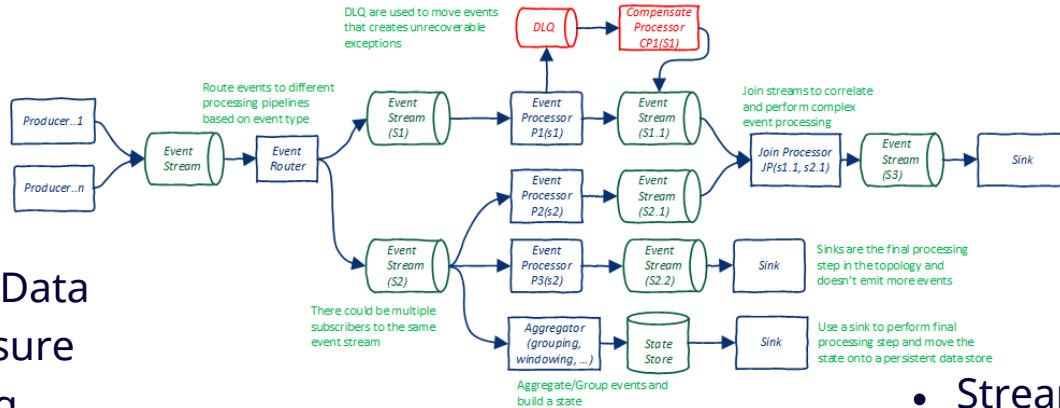 DLQ are used to move events
that creates unrecoverable
exceptions
DLQ
Compensate
Processor
CP1(S1)
Route events to different
processing pipelines
based on event type
Join streams to correlate
and perform complex
event processing
Producer..1
Producer..n
Event
Stream
Event
Router
Event
Stream
(S1)
Event
Processor
P1(s1)
Event
Stream
(S1.1)
Join Processor
JP(s1.1, s2.1)
Event
Stream
(S3)
Sink
Event
Processor
P2(s2)
Event
Stream
(S2.1)
Event
Stream
(S2)
Event
Processor
P3(s2)
Event
Stream
(S2.2)
Sink
Sinks are the final processing
step in the topology and
doesn't emit more events
There could be multiple
subscribers to the same
event stream
Aggregator
(grouping,
windowing, ...)
State
Store
Sink
Use a sink to perform final
processing step and move the
state onto a persistent data store
Aggregate/Group events and
build a state
Data
sure
• Strea